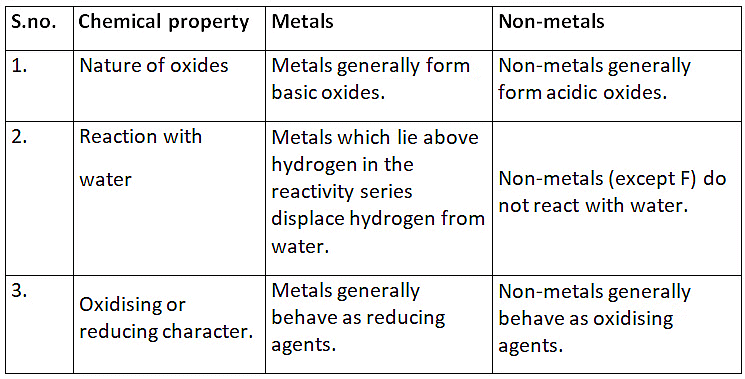 S.no. Chemical property Metals Non-metals
1. Nature of oxides Metals generally form basic oxides. Non-metals generally form acidic oxides.
2. Reaction with water Metals which lie above hydrogen in the reactivity series displace hydrogen from water. Non-metals (except F) do not react with water.
3. Oxidising or reducing character. Metals generally behave as reducing agents. Non-metals generally behave as oxidising agents.